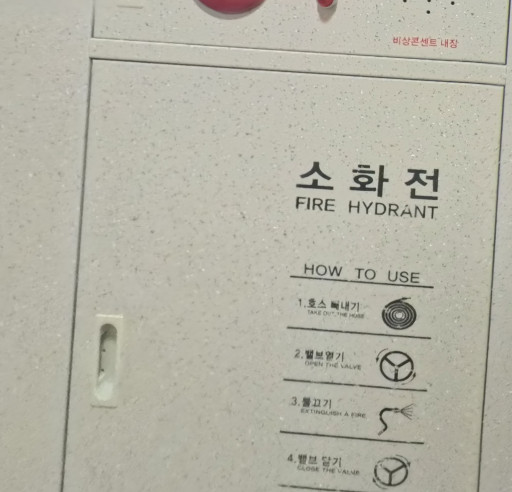 비상콘센트 내장
소화전
FIRE HYDRANT
HOW TO USE
1.호스 빼내기
TAKE OUT THE HOSE
2.밸브열기
OPEN THE VALVE
3.불끄기
EXTINGUISH A FIRE
4.밸브 닫기
CLOSE THE VALVE